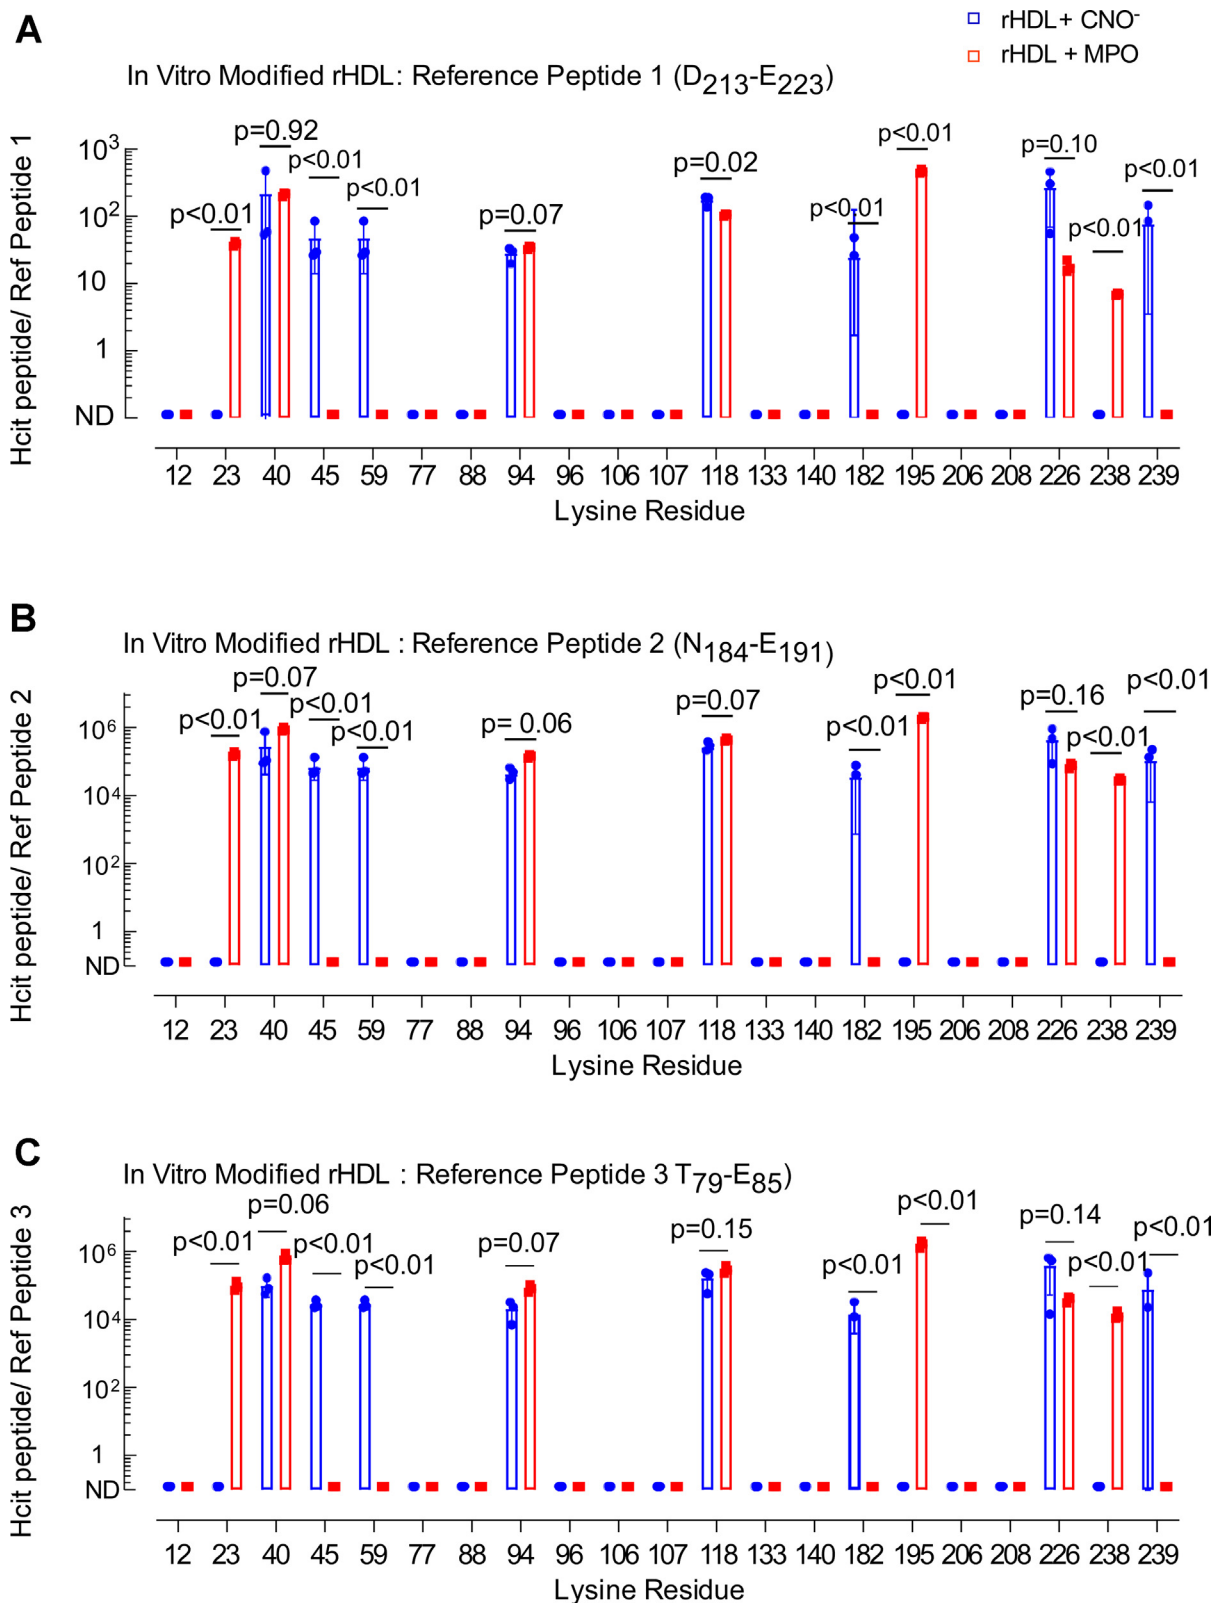 A
rHDL+ CNO⁻
rHDL + MPO
In Vitro Modified rHDL: Reference Peptide 1 (D213-E223)
Hcit peptide/ Ref Peptide 1
p<0.01 p=0.92 p<0.01 p<0.01 p=0.07 p=0.02 p<0.01 p<0.01 p=0.10 p<0.01 p<0.01
10³
10²
10
1
ND
12 23 40 45 59 77 88 94 96 106 107 118 133 140 182 195 206 208 226 238 239
Lysine Residue
B
In Vitro Modified rHDL : Reference Peptide 2 (N184-E191)
Hcit peptide/ Ref Peptide 2
p<0.01 p=0.07 p<0.01 p<0.01 p= 0.06 p=0.07 p<0.01 p<0.01 p=0.16 p<0.01 p<0.01
10⁶
10⁴
10²
1
ND
12 23 40 45 59 77 88 94 96 106 107 118 133 140 182 195 206 208 226 238 239
Lysine Residue
C
In Vitro Modified rHDL : Reference Peptide 3 T79-E85)
Hcit peptide/ Ref Peptide 3
p<0.01 p=0.06 p<0.01 p<0.01 p=0.07 p=0.15 p<0.01 p<0.01 p=0.14 p<0.01 p<0.01
10⁶
10⁴
10²
1
ND
12 23 40 45 59 77 88 94 96 106 107 118 133 140 182 195 206 208 226 238 239
Lysine Residue